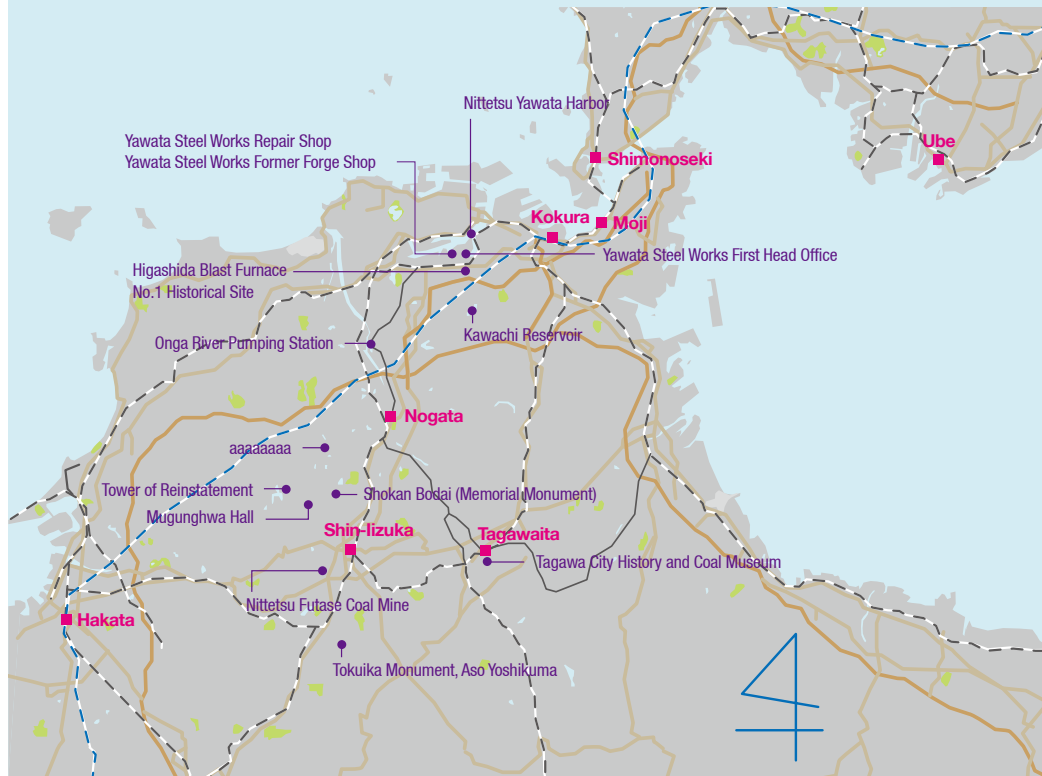 Nittetsu Yawata Harbor
Yawata Steel Works Repair Shop
Yawata Steel Works Former Forge Shop
Shimonoseki
Ube
Kokura
Moji
Yawata Steel Works First Head Office
Higashida Blast Furnace
No.1 Historical Site
Kawachi Reservoir
Onga River Pumping Station
Nogata
aaaaaaaa
Tower of Reinstatement
Shokan Bodai (Memorial Monument)
Mugunghwa Hall
Shin-Iizuka
Tagawaita
Tagawa City History and Coal Museum
Nittetsu Futase Coal Mine
Hakata
Tokuika Monument, Aso Yoshikuma
4